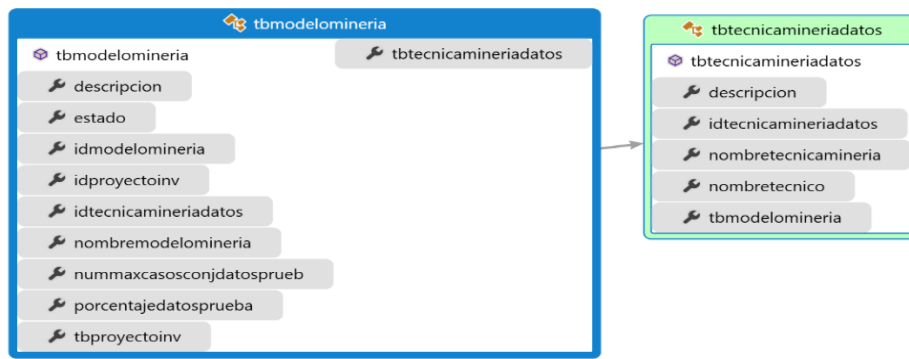 tbmodelomineria
tbmodelomineria
descripcion
estado
idmodelomineria
idproyectoinv
idtecnicamineriadatos
nombremodelomineria
nummaxcasosconjdatosprueb
porcentajedatosprueba
tbproyectoinv
tbtecnicamineriadatos
tbtecnicamineriadatos
tbtecnicamineriadatos
descripcion
idtecnicamineriadatos
nombretecnicamineria
nombretecnico
tbmodelomineria